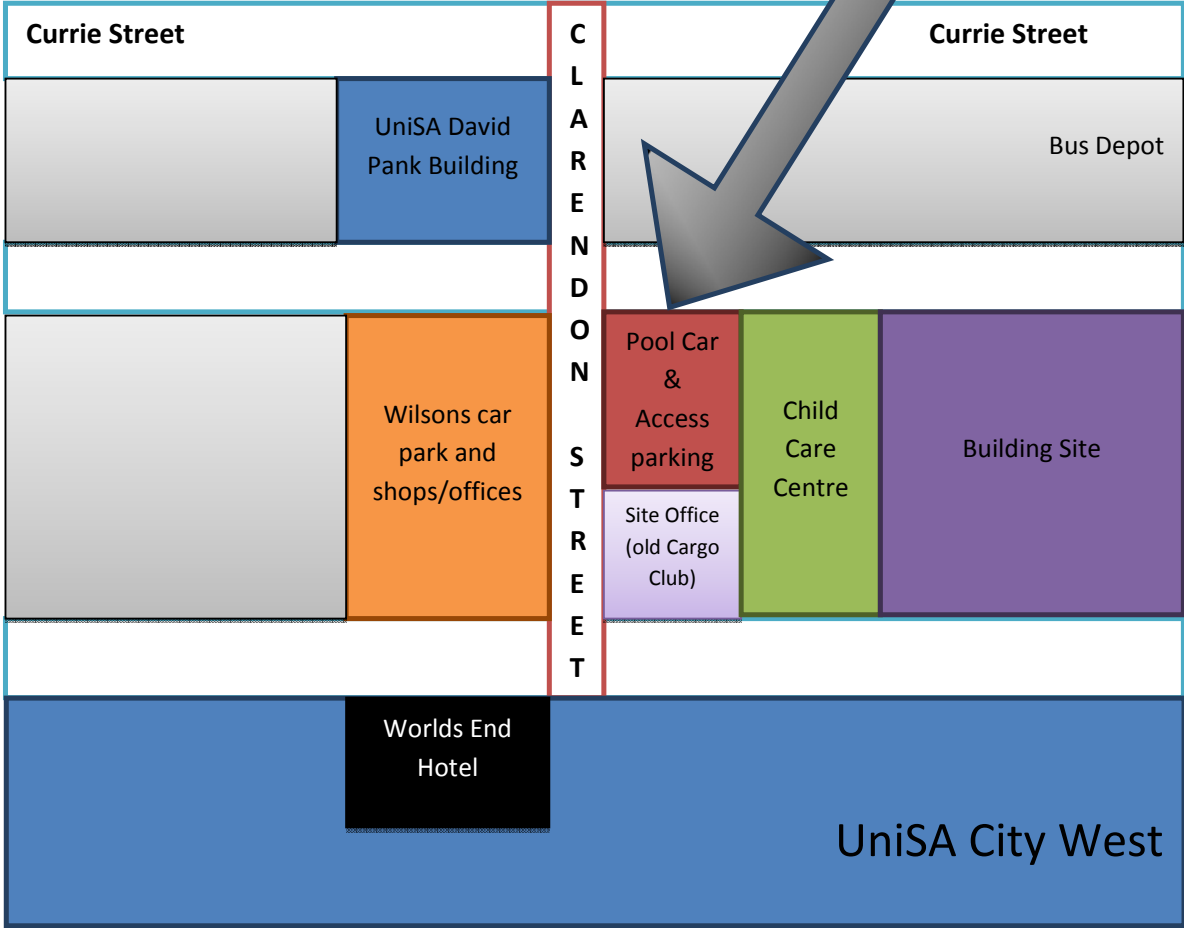 Currie Street
Currie Street
C
L
A
R
E
N
D
O
N
S
T
R
E
E
T
UniSA David
Pank Building
Bus Depot
Wilsons car
park and
shops/offices
Pool Car
&
Access
parking
Site Office
(old Cargo
Club)
Child
Care
Centre
Building Site
Worlds End
Hotel
UniSA City West